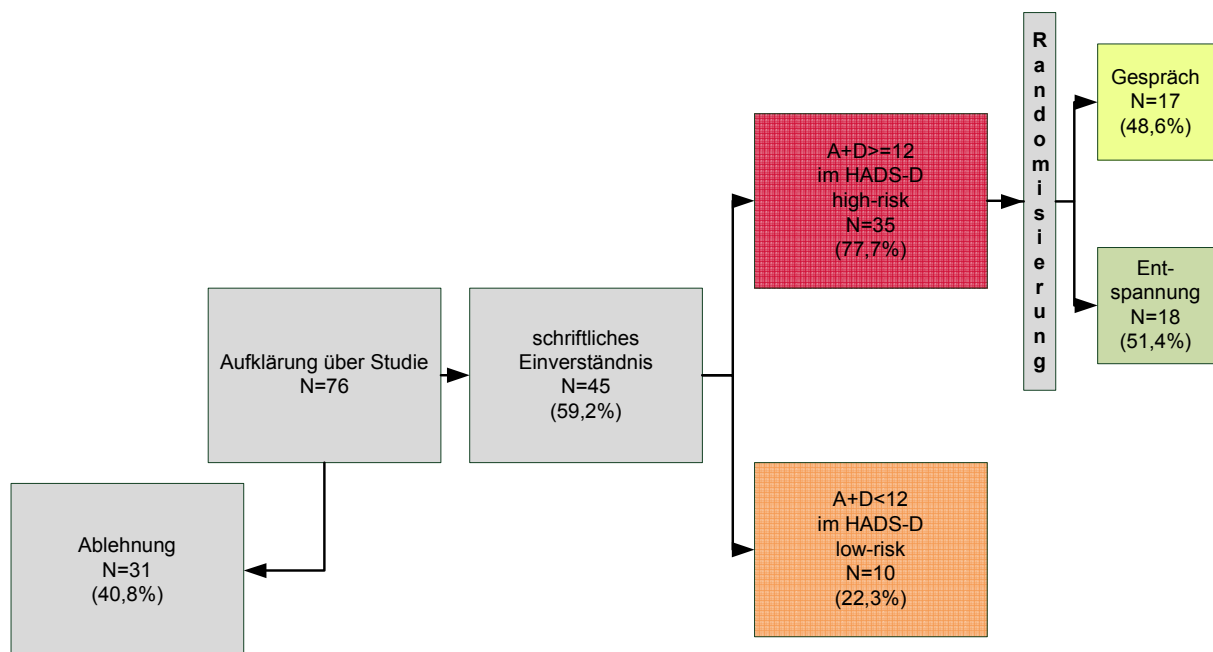 Aufklärung über Studie
N=76
Ablehnung
N=31
(40,8%)
schriftliches
Einverständnis
N=45
(59,2%)
A+D>=12
im HADS-D
high-risk
N=35
(77,7%)
A+D<12
im HADS-D
low-risk
N=10
(22,3%)
Randomisierung
Gespräch
N=17
(48,6%)
Ent-
spannung
N=18
(51,4%)